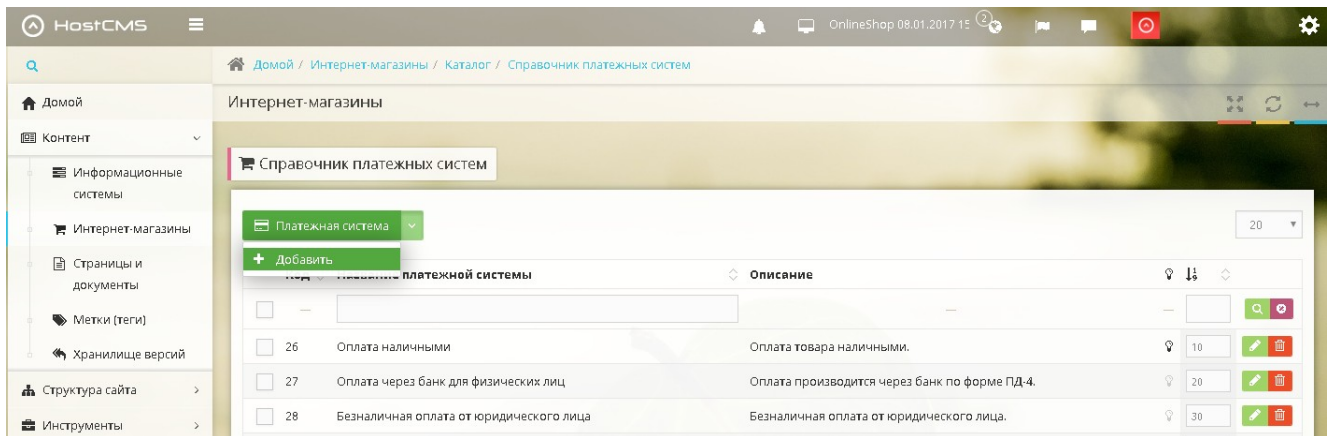 HostCMS
OnlineShop 08.01.2017 15
2
Домой / Интернет-магазины / Каталог / Справочник платежных систем
Домой
Интернет-магазины
Контент
Справочник платежных систем
Информационные
системы
Интернет-магазины
Платежная система
20
Добавить
Код Название платежной системы Описание
Страницы и
документы
Метки (теги)
26 Оплата наличными Оплата товара наличными. 10
Хранилище версий
27 Оплата через банк для физических лиц Оплата производится через банк по форме ПД-4. 20
Структура сайта
28 Безналичная оплата от юридического лица Безналичная оплата от юридического лица. 30
Инструменты